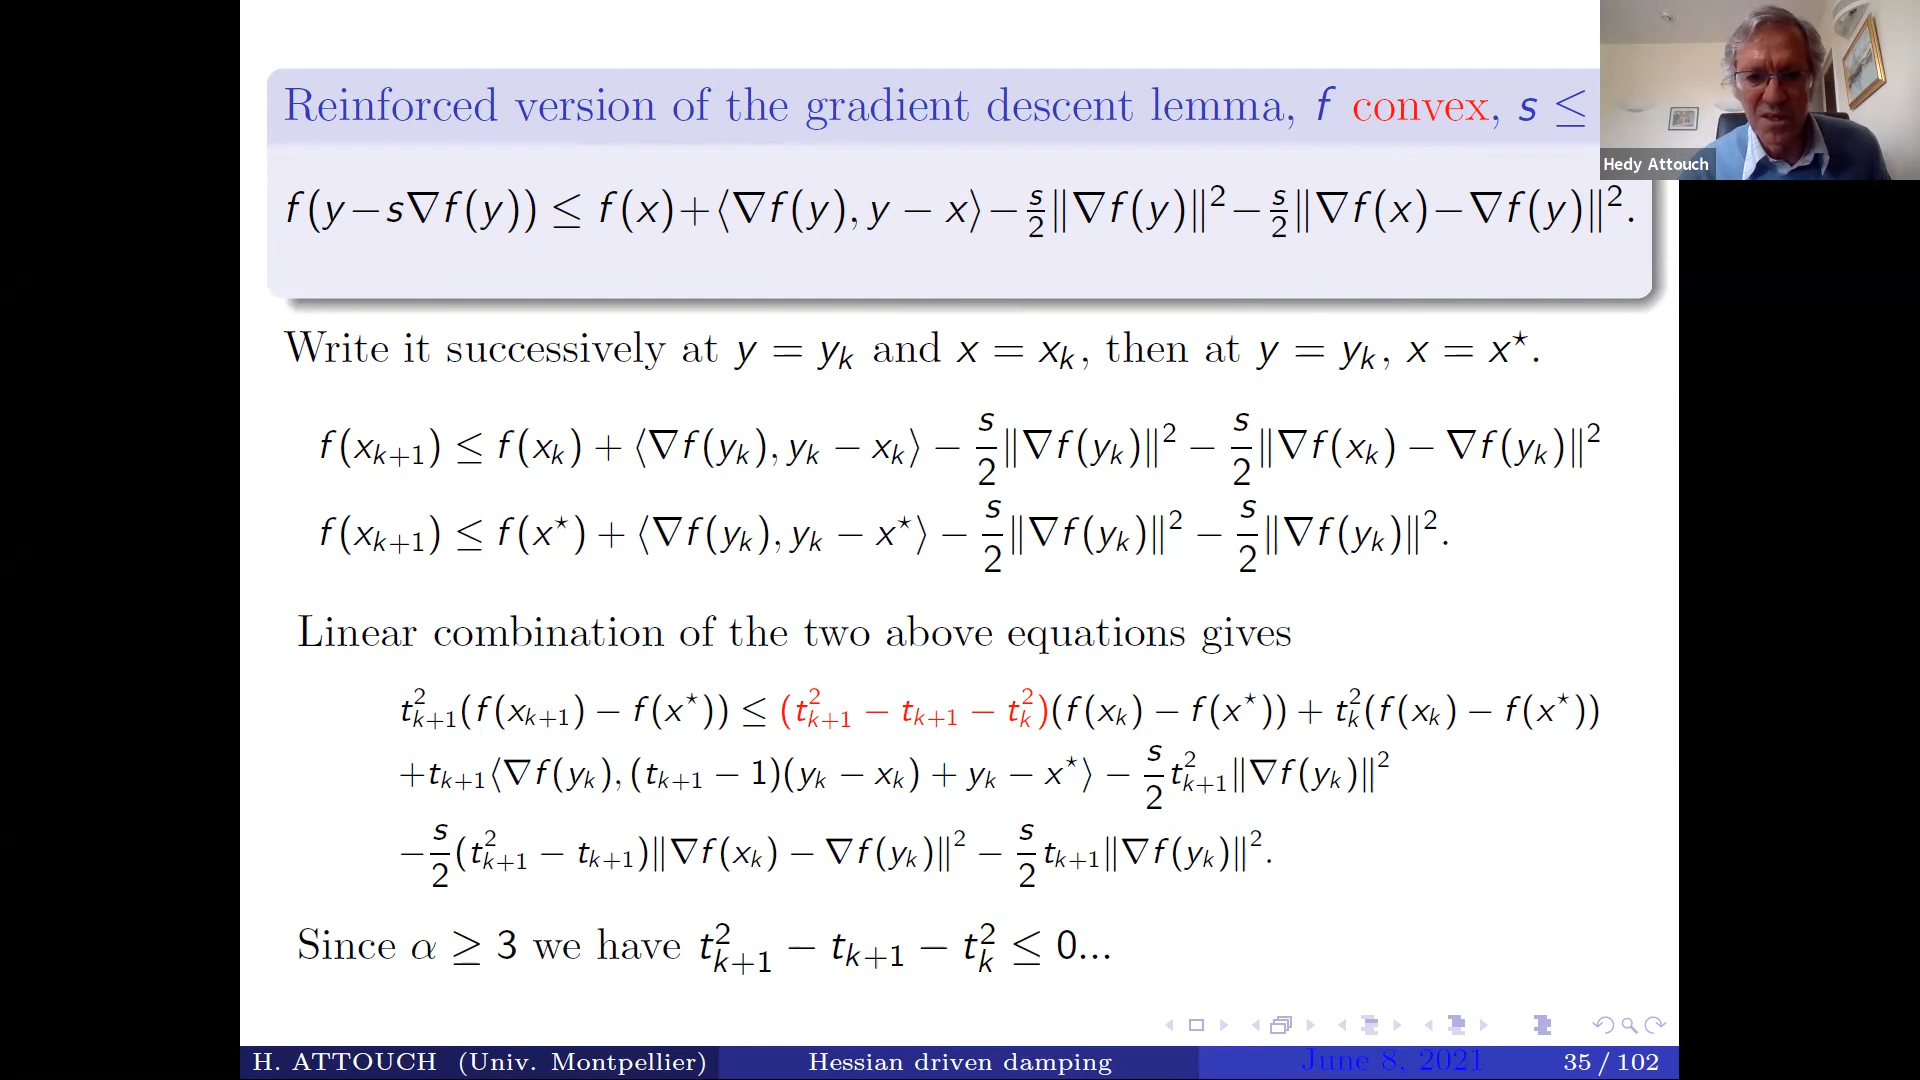 Reinforced version of the gradient descent lemma, f convex, s ≤
f(y−s∇f(y)) ≤ f(x)+⟨∇f(y), y − x⟩−s/2‖∇f(y)‖²−s/2‖∇f(x)−∇f(y)‖².
Hedy Attouch
Write it successively at y = y_k and x = x_k, then at y = y_k, x = x⋆.
f(x_{k+1}) ≤ f(x_k) + ⟨∇f(y_k), y_k − x_k⟩ − s/2‖∇f(y_k)‖² − s/2‖∇f(x_k) − ∇f(y_k)‖²
f(x_{k+1}) ≤ f(x⋆) + ⟨∇f(y_k), y_k − x⋆⟩ − s/2‖∇f(y_k)‖² − s/2‖∇f(y_k)‖².
Linear combination of the two above equations gives
t²_{k+1}(f(x_{k+1}) − f(x⋆)) ≤ (t²_{k+1} − t_{k+1} − t²_k)(f(x_k) − f(x⋆)) + t²_k(f(x_k) − f(x⋆))
+t_{k+1}⟨∇f(y_k), (t_{k+1} − 1)(y_k − x_k) + y_k − x⋆⟩ − s/2 t²_{k+1}‖∇f(y_k)‖²
−s/2(t²_{k+1} − t_{k+1})‖∇f(x_k) − ∇f(y_k)‖² − s/2 t_{k+1}‖∇f(y_k)‖².
Since α ≥ 3 we have t²_{k+1} − t_{k+1} − t²_k ≤ 0...
H. ATTOUCH (Univ. Montpellier) Hessian driven damping June 8, 2021 35 / 102